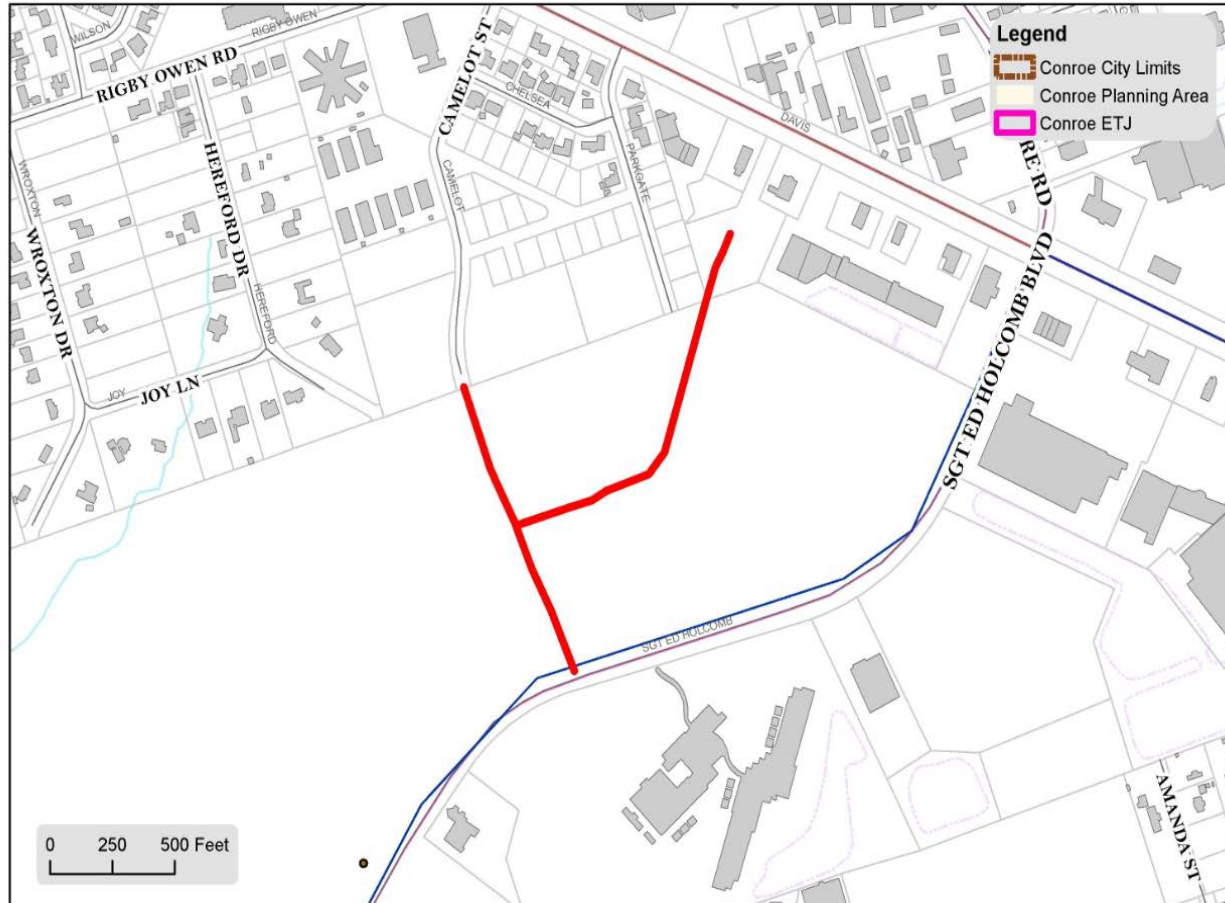 WILSON
RIGBY OWEN
RIGBY OWEN RD
CAMELOT ST
CHELSEA
DAVIS
Legend
Conroe City Limits
Conroe Planning Area
Conroe ETJ
RE RD
WROXTON
WROXTON DR
HEREFORD DR
HEREFORD
CAMELOT
PARKGATE
JOY
JOY LN
SGT ED HOLCOMB BLVD
SGT ED HOLCOMB
AMANDA ST
0 250 500 Feet